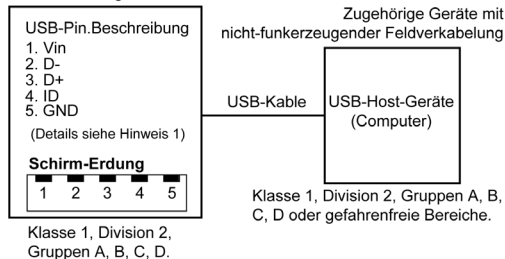 USB-Pin.Beschreibung
1. Vin
2. D-
3. D+
4. ID
5. GND
(Details siehe Hinweis 1)
Schirm-Erdung
1 2 3 4 5
Klasse 1, Division 2,
Gruppen A, B, C, D.
USB-Kable
Zugehörige Geräte mit
nicht-funkerzeugender Feldverkabelung
USB-Host-Geräte
(Computer)
Klasse 1, Division 2, Gruppen A, B,
C, D oder gefahrenfreie Bereiche.